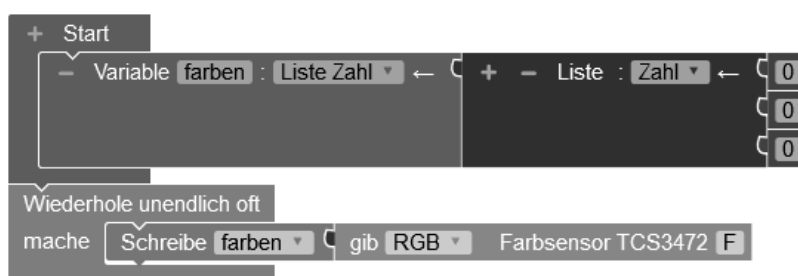 + Start
− Variable farben : Liste Zahl ▾ ← + − Liste : Zahl ▾ ← 0
0
0
Wiederhole unendlich oft
mache Schreibe farben ▾ gib RGB ▾ Farbsensor TCS3472 F